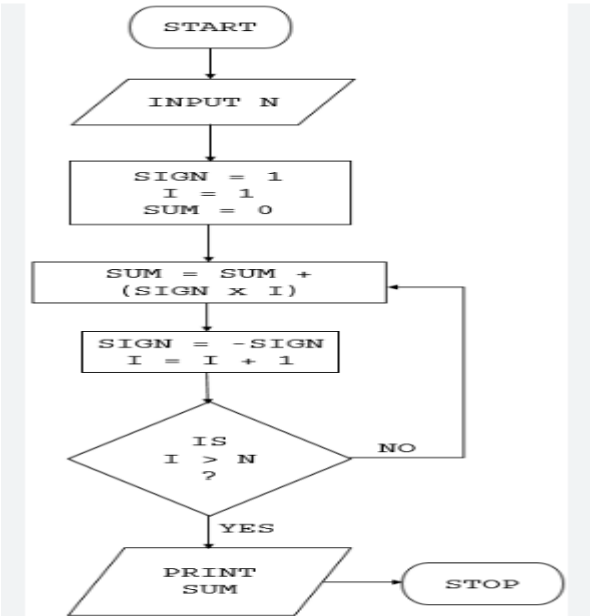 START
INPUT N
SIGN = 1
I = 1
SUM = 0
SUM = SUM +
(SIGN x I)
SIGN = -SIGN
I = I + 1
IS
I > N
?
NO
YES
PRINT
SUM
STOP